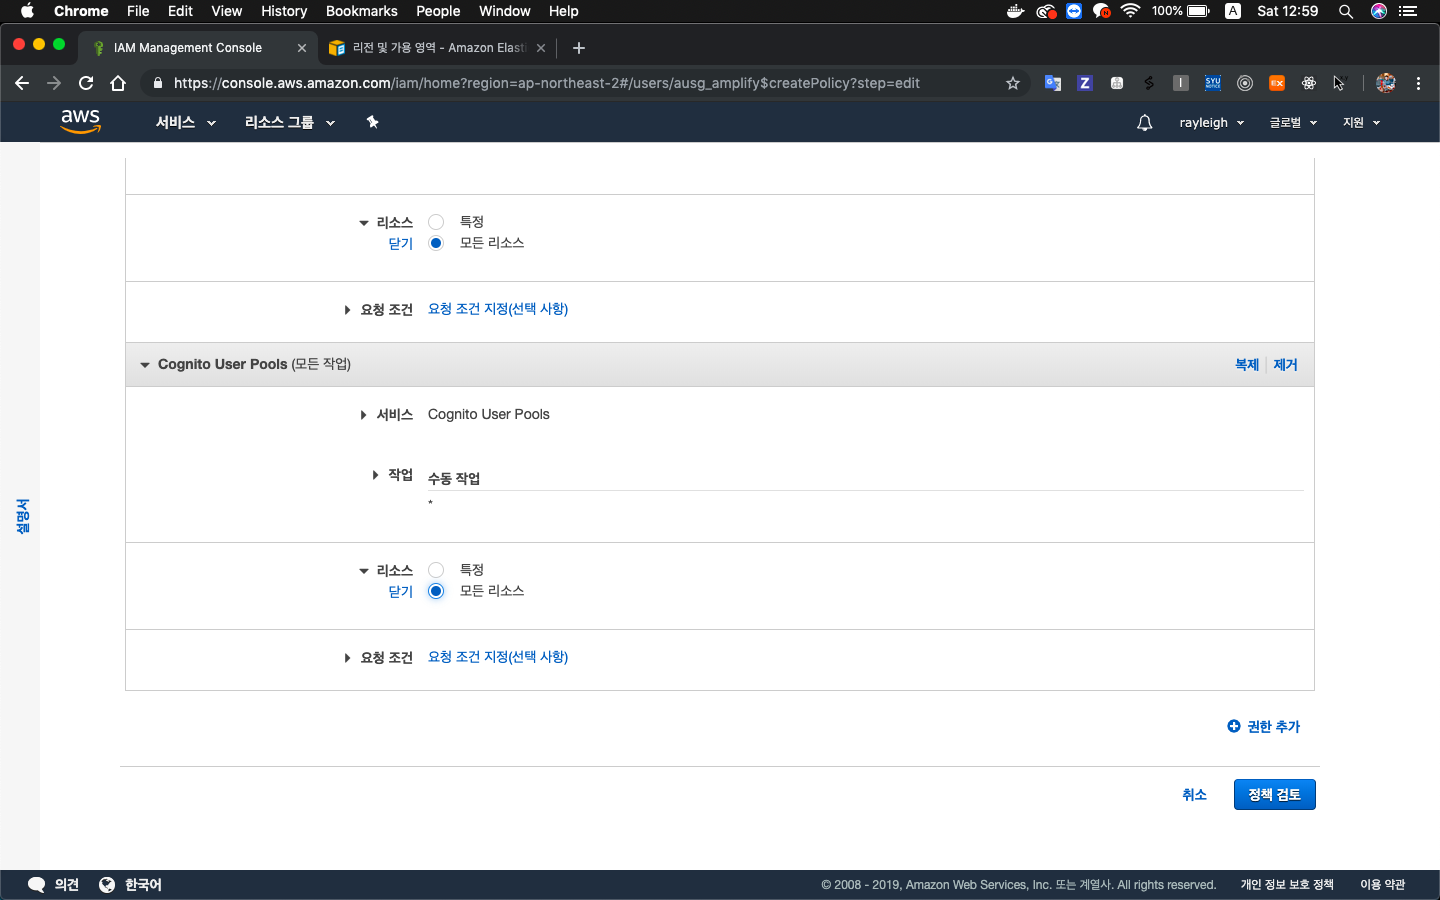 Chrome File Edit View History Bookmarks People Window Help 100% A Sat 12:59
IAM Management Console
리전 및 가용 영역 - Amazon Elasti
https://console.aws.amazon.com/iam/home?region=ap-northeast-2#/users/ausg_amplify$createPolicy?step=edit
aws 서비스 리소스 그룹 rayleigh 글로벌 지원
리소스 특정
닫기 모든 리소스
요청 조건 요청 조건 지정(선택 사항)
Cognito User Pools (모든 작업) 복제 제거
서비스 Cognito User Pools
작업 수동 작업
*
설명서
리소스 특정
닫기 모든 리소스
요청 조건 요청 조건 지정(선택 사항)
권한 추가
취소 정책 검토
의견 한국어 © 2008 - 2019, Amazon Web Services, Inc. 또는 계열사. All rights reserved. 개인 정보 보호 정책 이용 약관